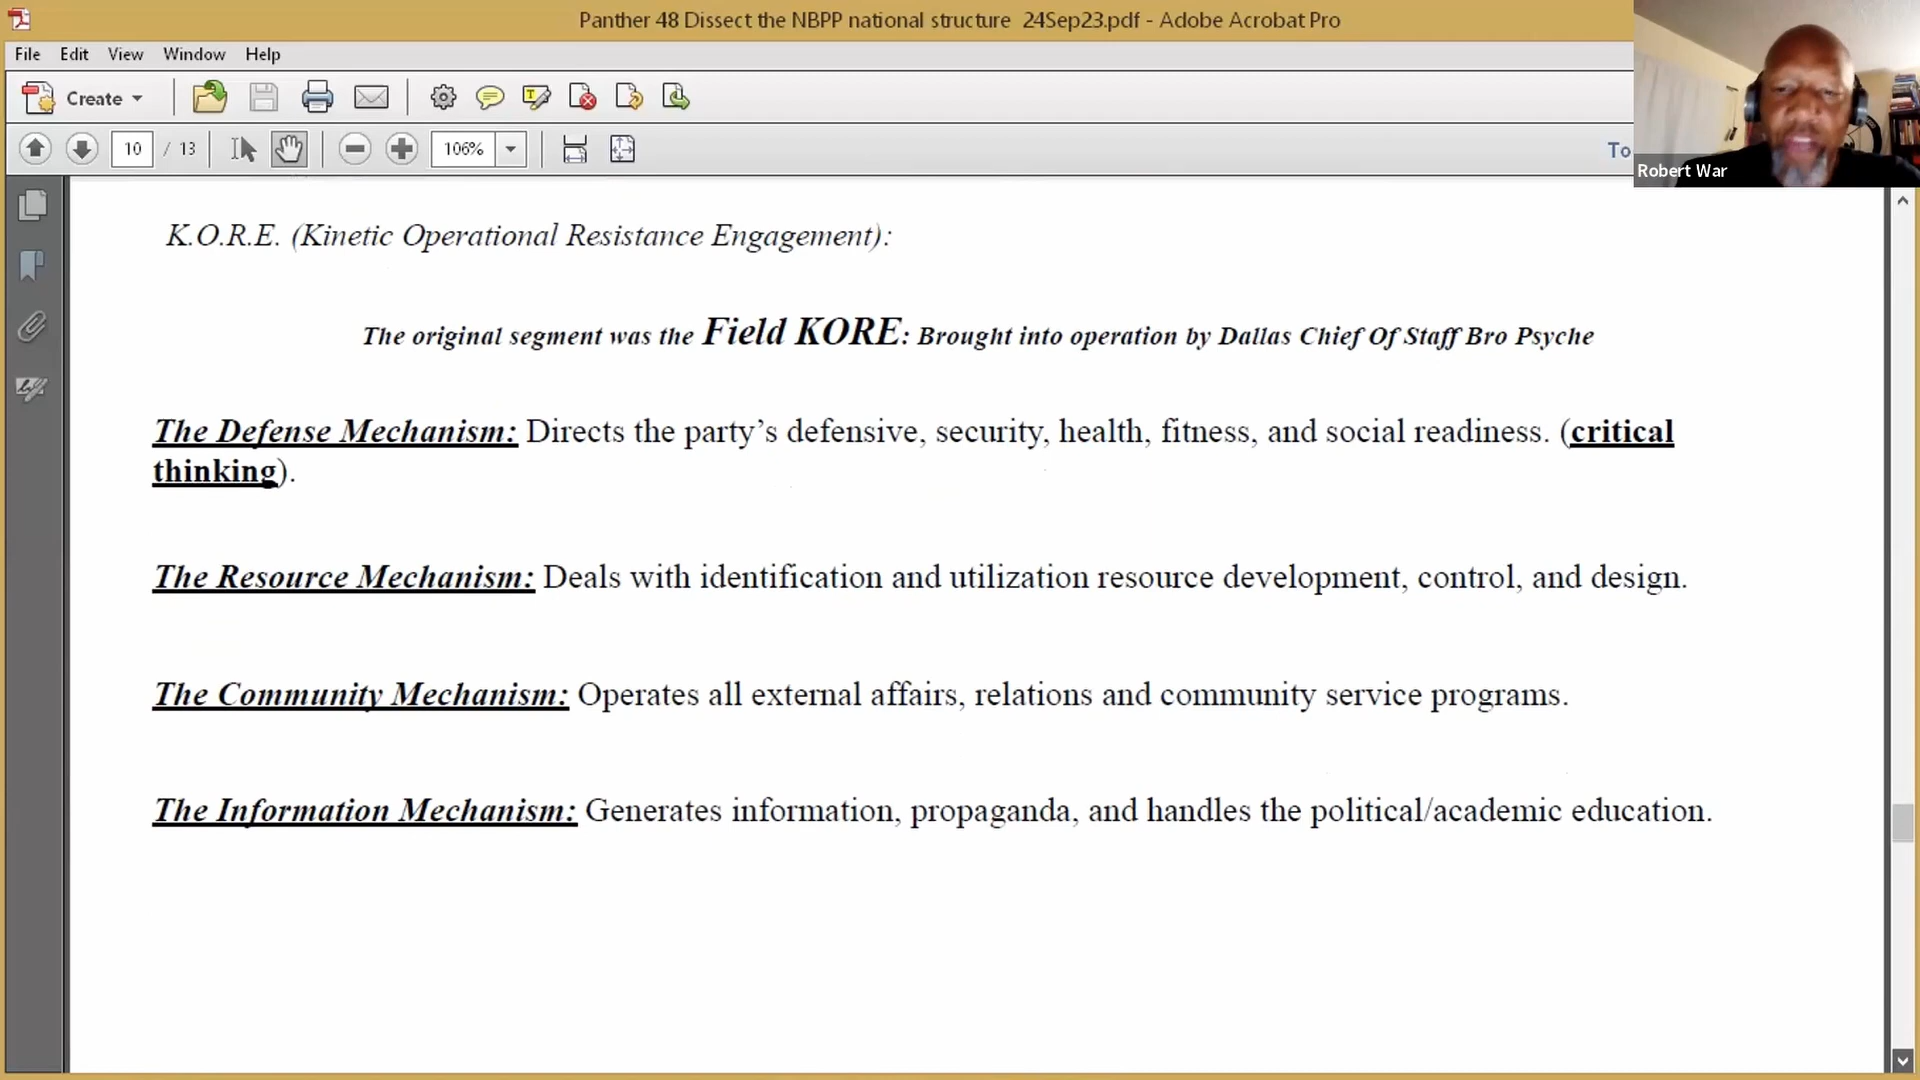 Panther 48 Dissect the NBPP national structure 24Sep23.pdf - Adobe Acrobat Pro
File Edit View Window Help
Create
10 / 13 106% To
Robert War
K.O.R.E. (Kinetic Operational Resistance Engagement):
The original segment was the Field KORE: Brought into operation by Dallas Chief Of Staff Bro Psyche
The Defense Mechanism: Directs the party’s defensive, security, health, fitness, and social readiness. (critical
thinking).
The Resource Mechanism: Deals with identification and utilization resource development, control, and design.
The Community Mechanism: Operates all external affairs, relations and community service programs.
The Information Mechanism: Generates information, propaganda, and handles the political/academic education.